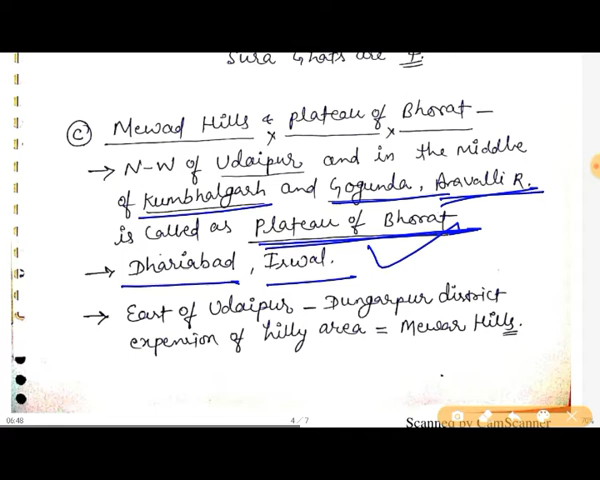 Sura Ghats are I.
(c) Mewad Hills & plateau of Bhorat –
→ N-W of Udaipur and in the middle
of Kumbhalgarh and Gogunda, Aravalli R.
is called as Plateau of Bhorat
→ Dhariabad, Iswal.
→ East of Udaipur – Dungarpur district
expension of hilly area = Mewar Hills.
06:48
4 / 7
Scanned by CamScanner